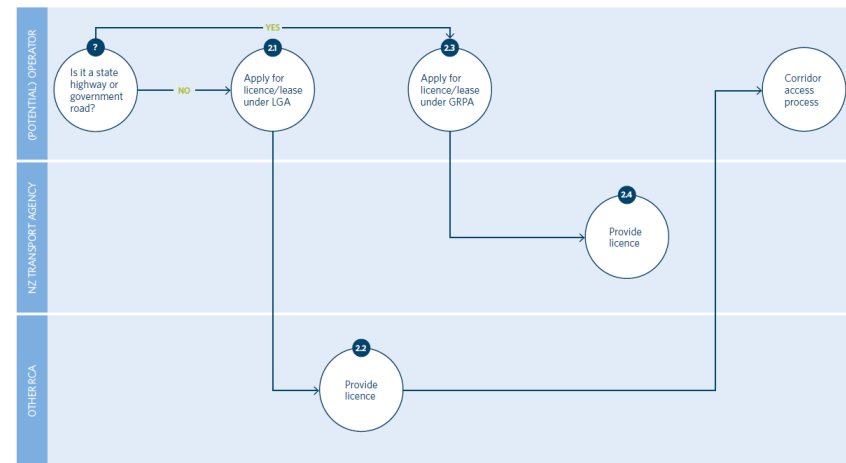 (POTENTIAL) OPERATOR
?
Is it a state
highway or
government
road?
YES
NO
2.1
Apply for
licence/lease
under LGA
2.3
Apply for
licence/lease
under GRPA
Corridor
access
process
NZ TRANSPORT AGENCY
2.4
Provide
licence
OTHER RCA
2.2
Provide
licence